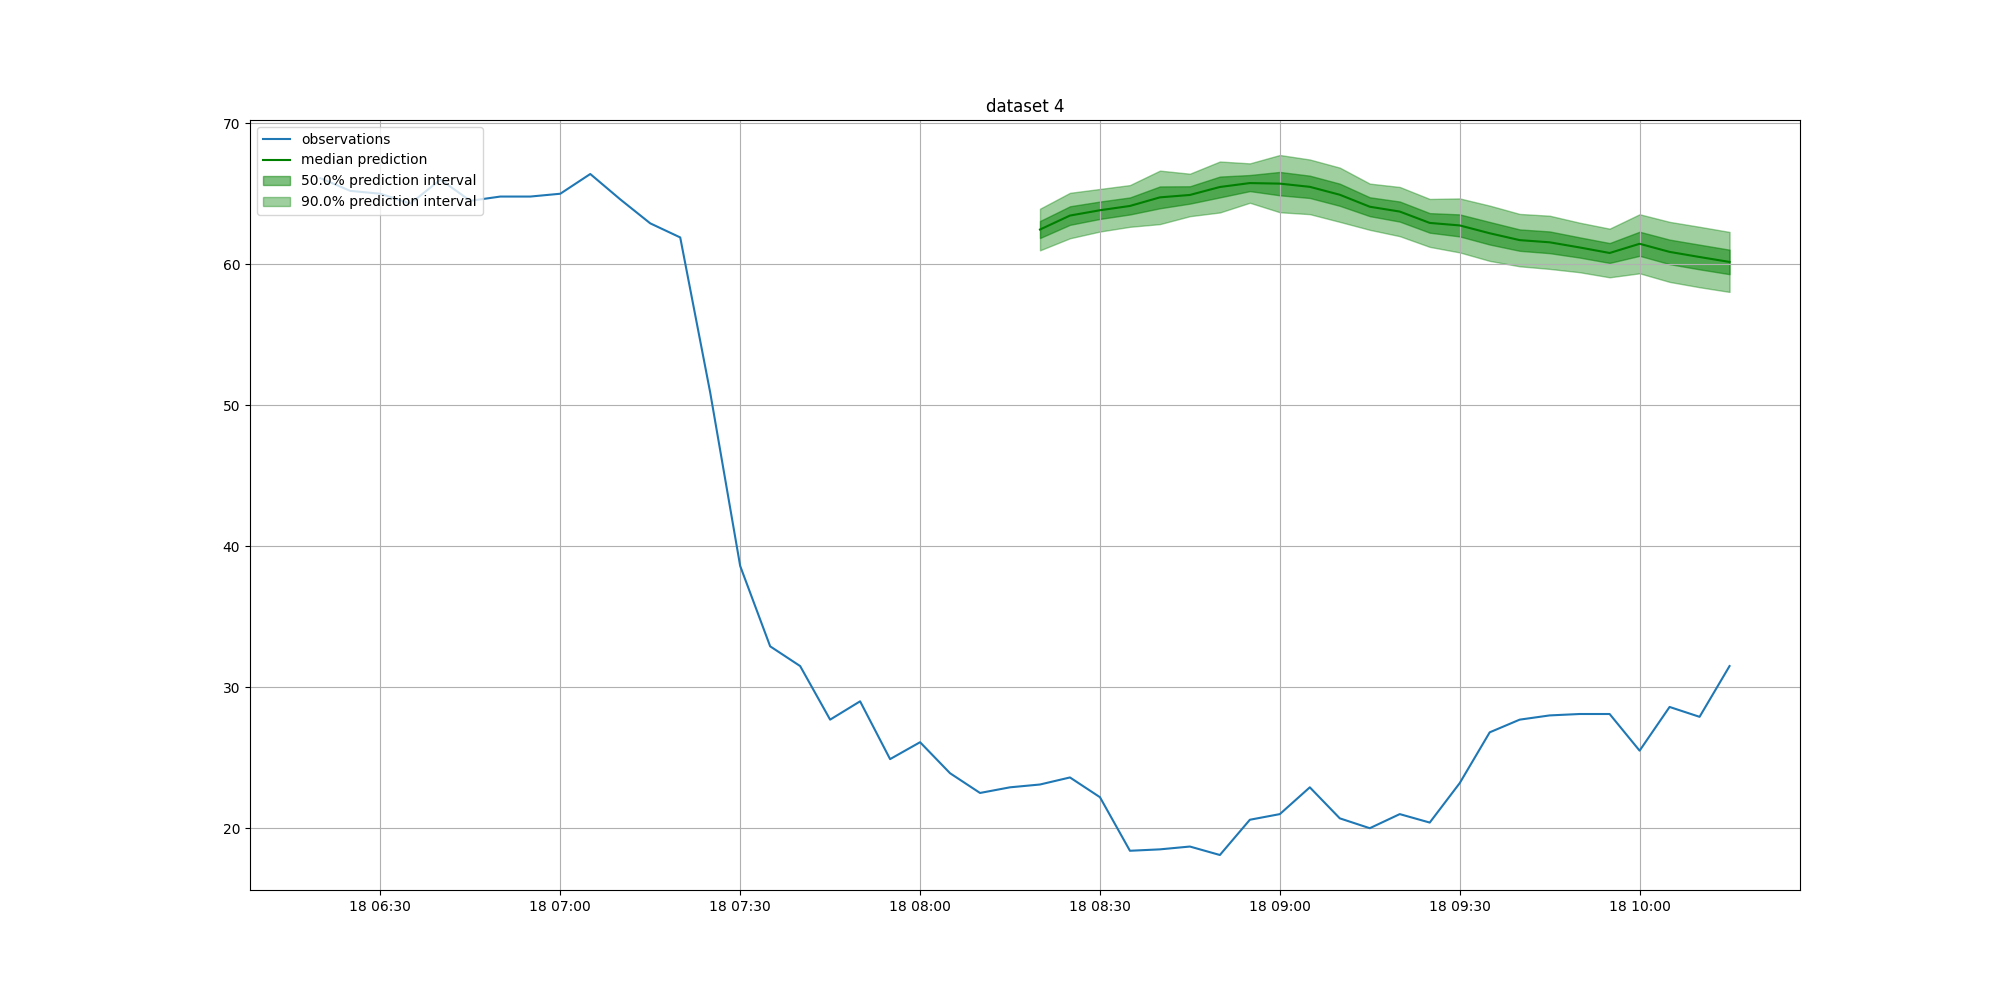 dataset 4
70
observations
median prediction
50.0% prediction interval
90.0% prediction interval
60
50
40
30
20
18 06:30 18 07:00 18 07:30 18 08:00 18 08:30 18 09:00 18 09:30 18 10:00